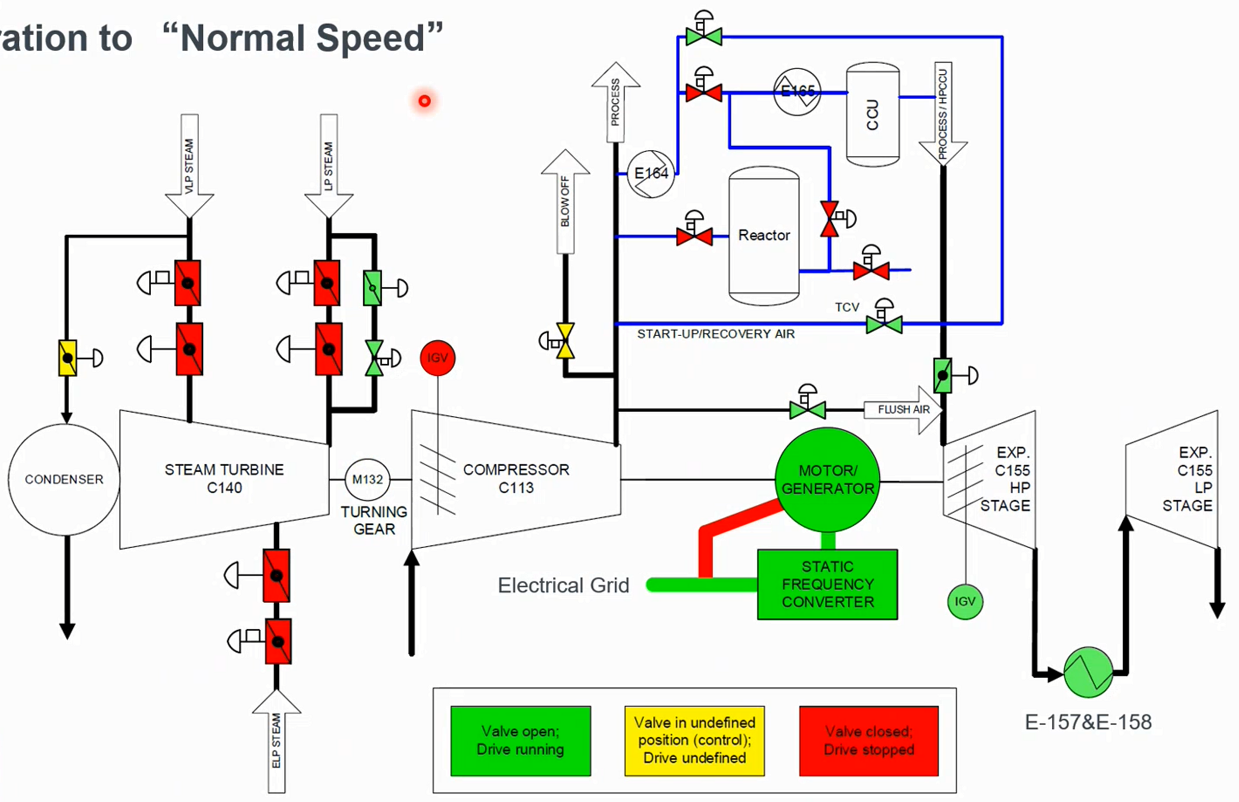 ration to “Normal Speed”
VLP STEAM
LP STEAM
BLOW OFF
PROCESS
E164
E165
CCU
PROCESS / HPCCU
Reactor
TCV
START-UP/RECOVERY AIR
IGV
FLUSH AIR
CONDENSER
STEAM TURBINE
C140
M132
TURNING
GEAR
COMPRESSOR
C113
MOTOR/
GENERATOR
EXP.
C155
HP
STAGE
EXP.
C155
LP
STAGE
Electrical Grid
STATIC
FREQUENCY
CONVERTER
IGV
ELP STEAM
E-157&E-158
Valve open;
Drive running
Valve in undefined
position (control);
Drive undefined
Valve closed;
Drive stopped